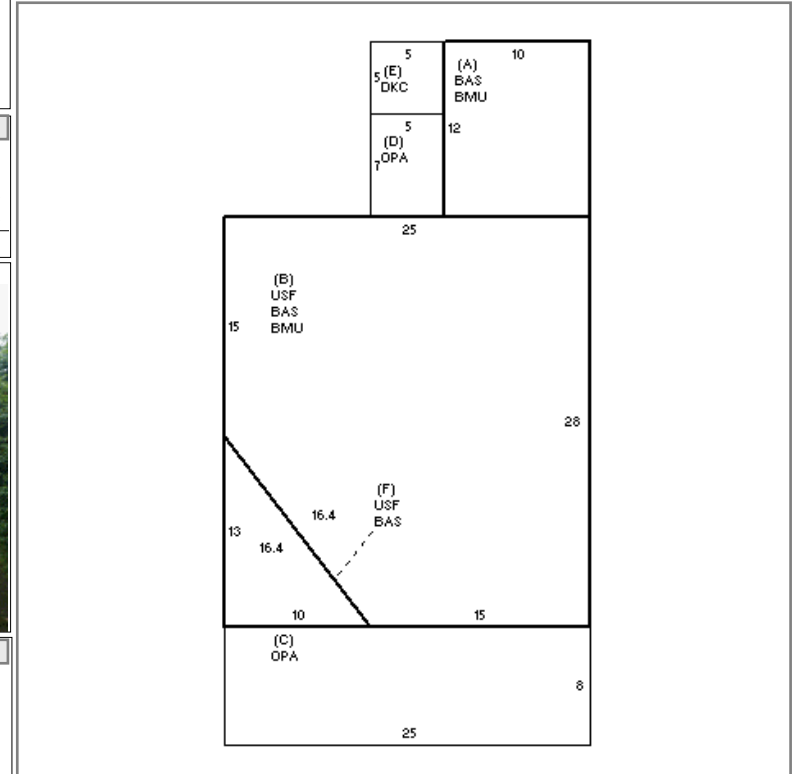 5
5 (E)
DKC
(A)
BAS
BMU
10
12
5
(D)
7 OPA
25
(B)
USF
BAS
BMU
15
28
(F)
USF
BAS
16.4
13
16.4
10
15
(C)
OPA
8
25